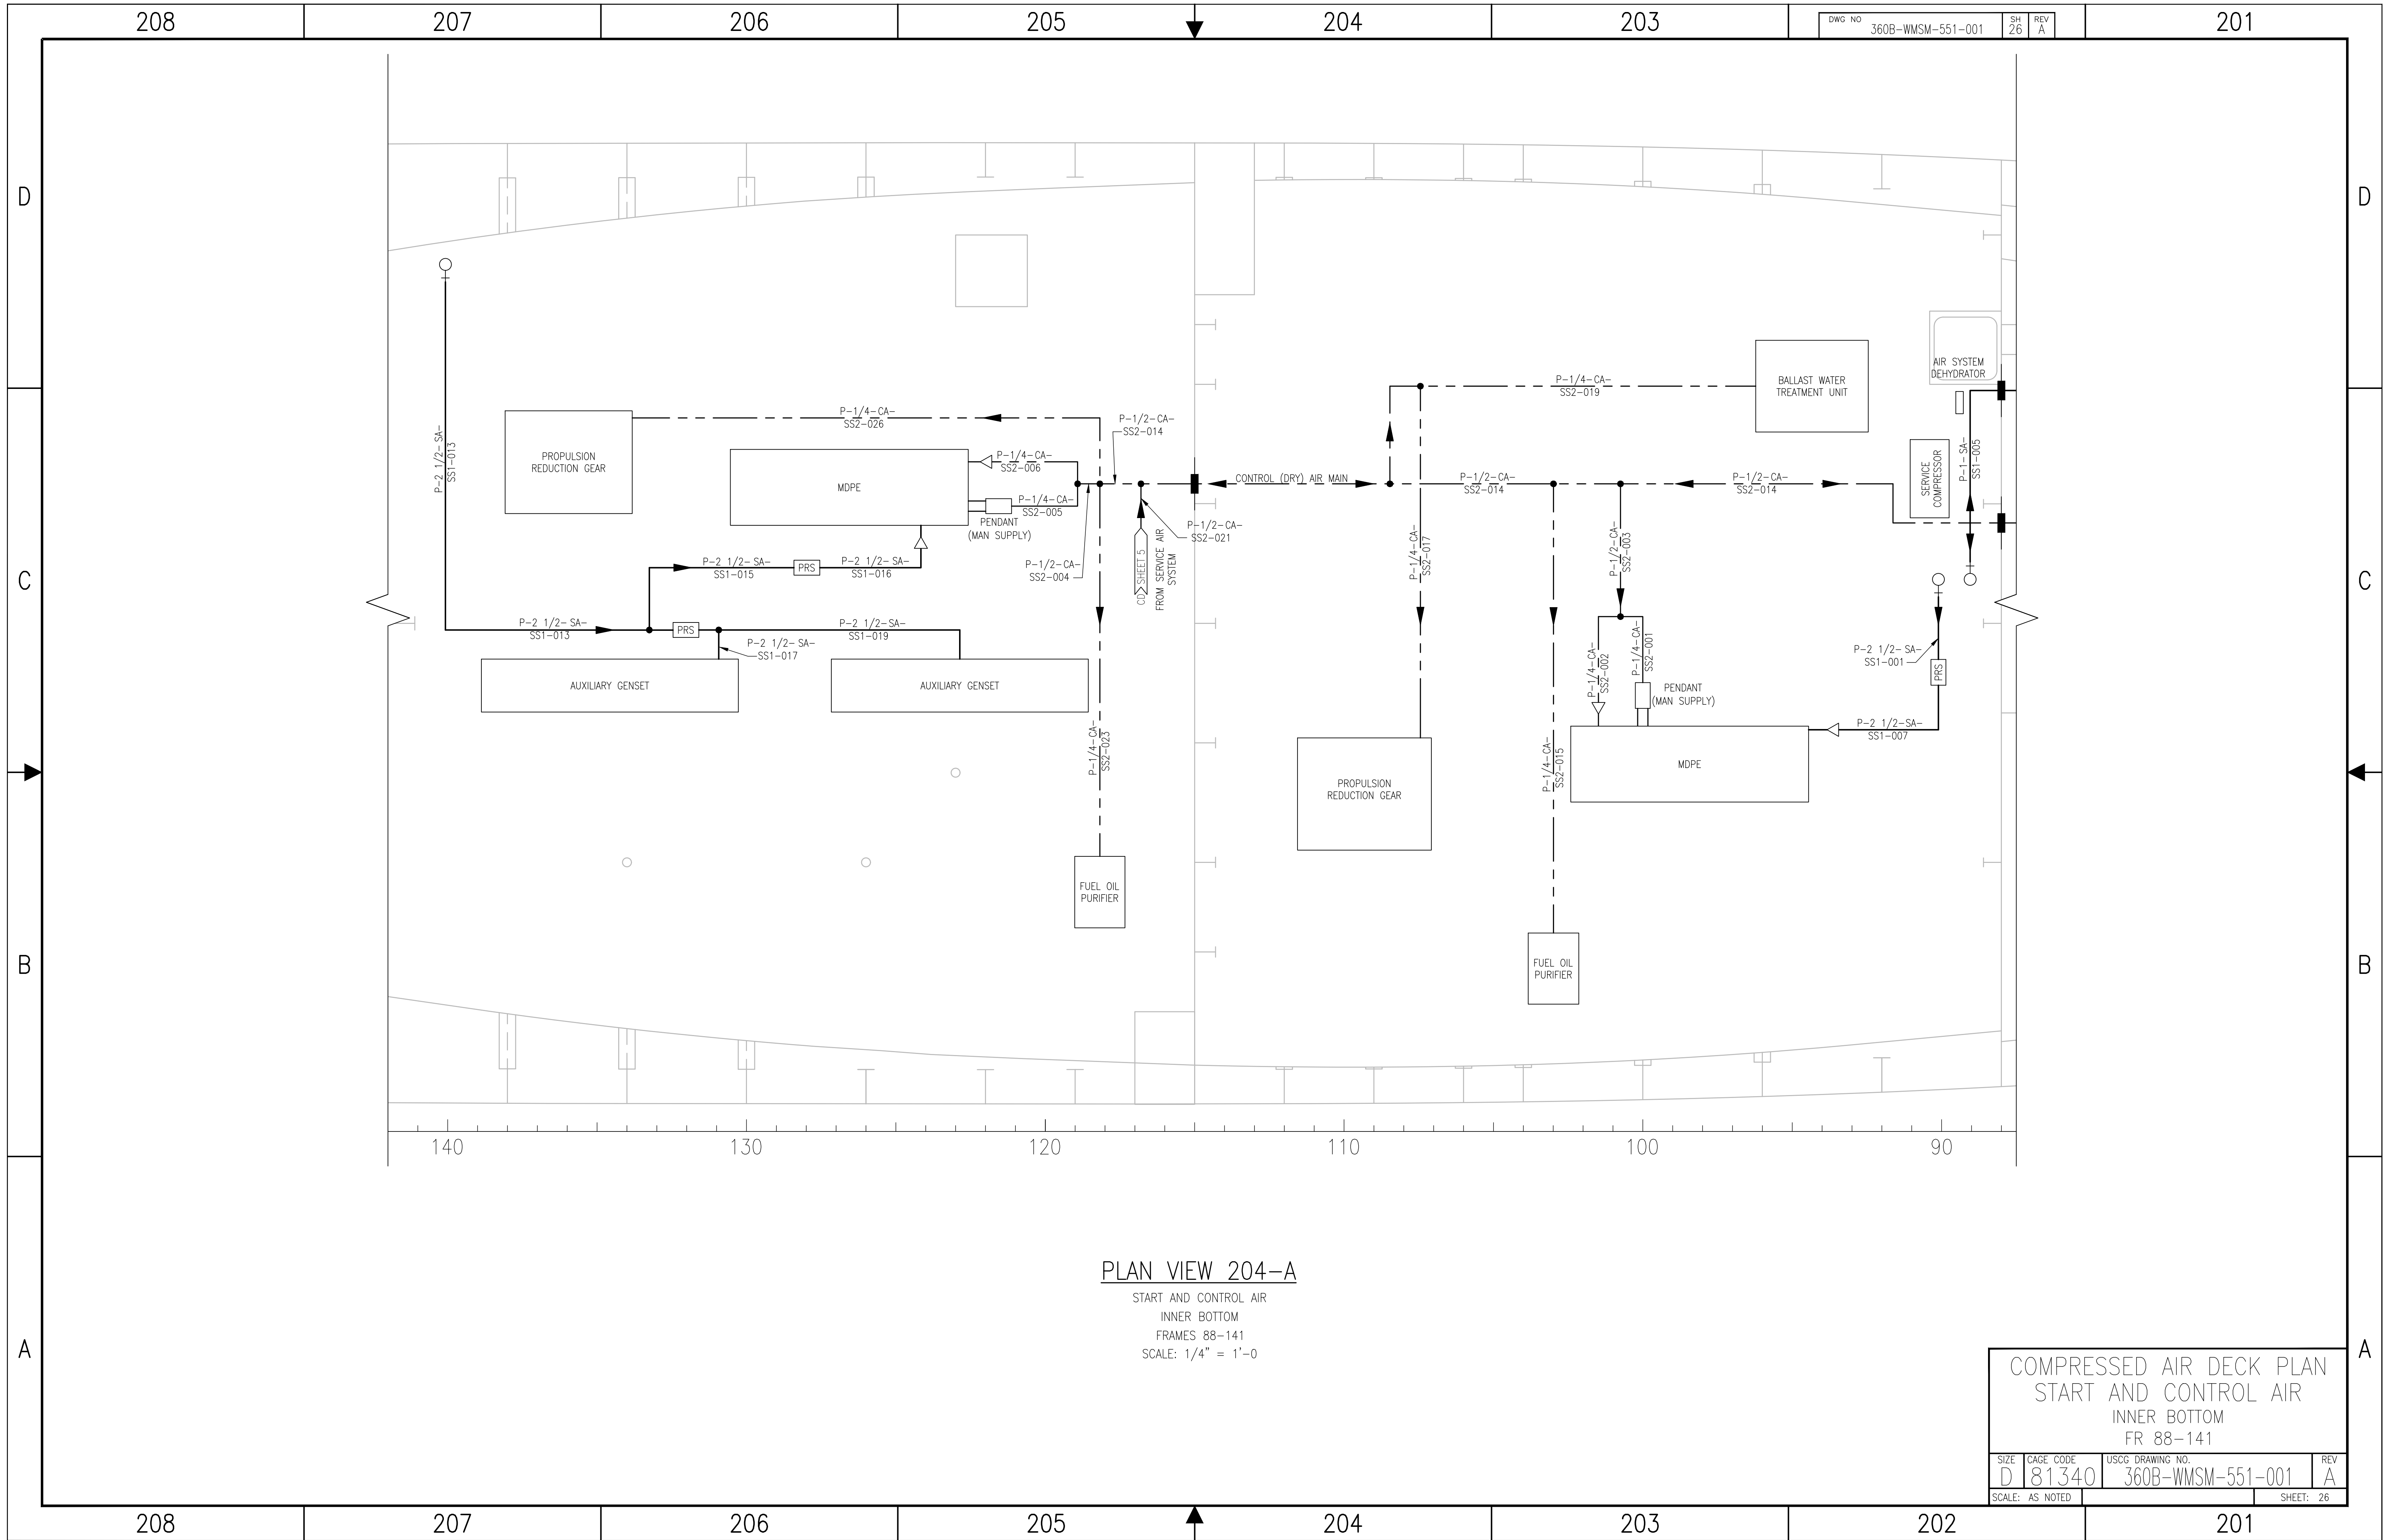 208
207
206
205
204
203
201
DWG NO
360B-WMSM-551-001
SH
26
REV
A
D
D
AIR SYSTEM
DEHYDRATOR
P-1/4-CA-
SS2-019
BALLAST WATER
TREATMENT UNIT
P-1/4-CA-
SS2-026
P-1/2-CA-
SS2-014
P-2 1/2-SA-
SS1-013
PROPULSION
REDUCTION GEAR
MDPE
P-1/4-CA-
SS2-006
P-1/4-CA-
SS2-005
PENDANT
(MAN SUPPLY)
CONTROL (DRY) AIR MAIN
P-1/2-CA-
SS2-014
P-1/2-CA-
SS2-014
SERVICE
COMPRESSOR
P-1-SA-
SS1-005
P-1/2-CA-
SS2-021
P-1/2-CA-
SS2-004
CD
SHEET 5
FROM SERVICE AIR
SYSTEM
P-1/4-CA-
SS2-017
P-1/2-CA-
SS2-003
P-2 1/2-SA-
SS1-015
PRS
P-2 1/2-SA-
SS1-016
C
C
P-2 1/2-SA-
SS1-013
PRS
P-2 1/2-SA-
SS1-019
P-2 1/2-SA-
SS1-017
AUXILIARY GENSET
AUXILIARY GENSET
P-1/4-CA-
SS2-002
P-1/4-CA-
SS2-001
PENDANT
(MAN SUPPLY)
P-2 1/2-SA-
SS1-001
PRS
P-2 1/2-SA-
SS1-007
P-1/4-CA-
SS2-023
P-1/4-CA-
SS2-015
MDPE
PROPULSION
REDUCTION GEAR
FUEL OIL
PURIFIER
FUEL OIL
PURIFIER
B
B
140
130
120
110
100
90
PLAN VIEW 204-A
START AND CONTROL AIR
INNER BOTTOM
FRAMES 88-141
SCALE: 1/4" = 1'-0
A
A
COMPRESSED AIR DECK PLAN
START AND CONTROL AIR
INNER BOTTOM
FR 88-141
SIZE
D
CAGE CODE
81340
USCG DRAWING NO.
360B-WMSM-551-001
REV
A
SCALE: AS NOTED
SHEET: 26
208
207
206
205
204
203
202
201